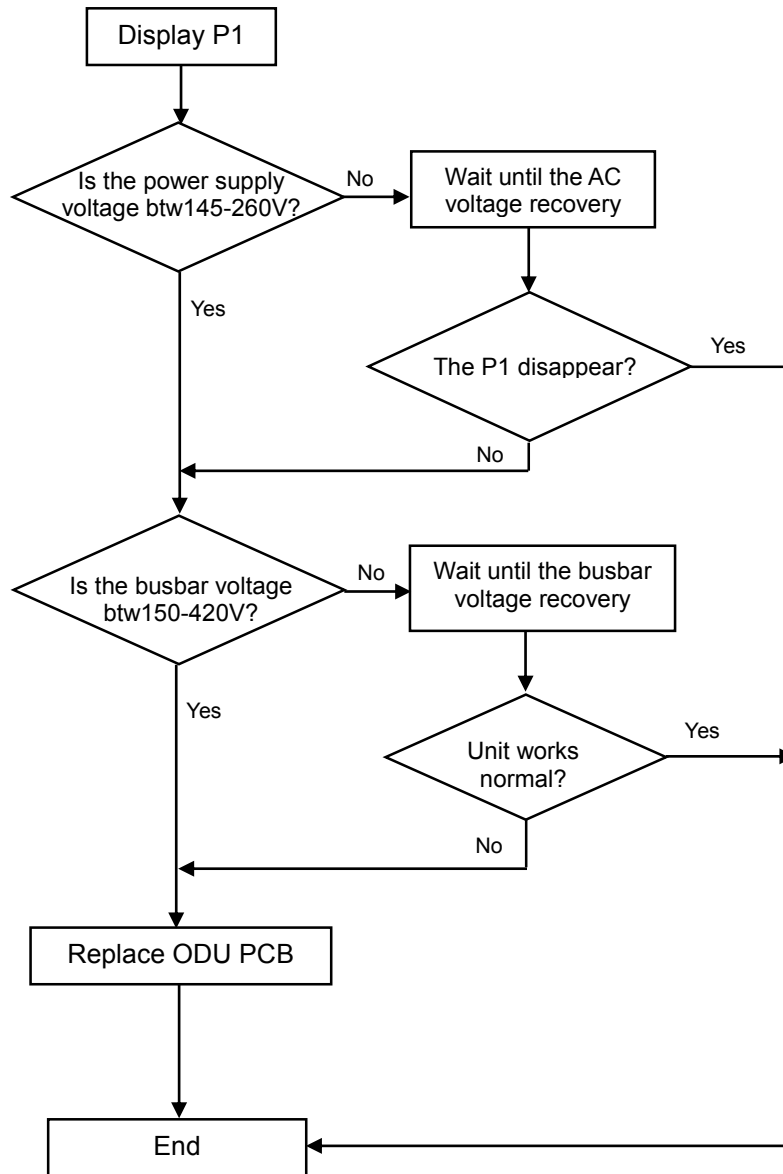 Display P1
Is the power supply
voltage btw145-260V?
No
Wait until the AC
voltage recovery
Yes
The P1 disappear?
Yes
No
Is the busbar voltage
btw150-420V?
No
Wait until the busbar
voltage recovery
Yes
Unit works
normal?
Yes
No
Replace ODU PCB
End